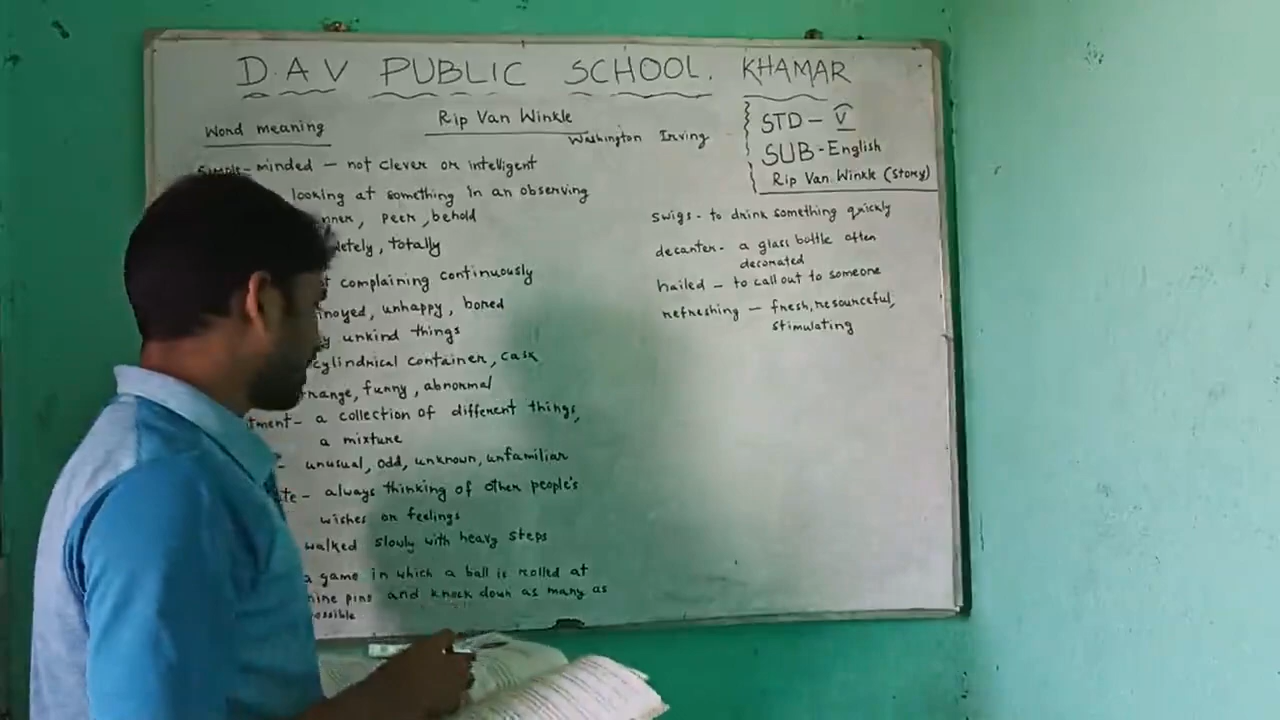 D.A.V PUBLIC SCHOOL. KHAMAR
Rip Van Winkle
Washington Irving
STD - V
SUB - English
Rip Van Winkle (Story)
Word meaning
Simple-minded - not clever or intelligent
looking at something in an observing
peer, behold
totally
complaining continuously
unhappy, bored
unkind things
cylindrical container, cask
funny, abnormal
a collection of different things,
a mixture
- unusual, odd, unknown, unfamiliar
- always thinking of other people's
wishes or feelings
walked slowly with heavy steps
a game in which a ball is rolled at
nine pins and knock down as many as
swigs - to drink something quickly
decanter - a glass bottle often
decorated
hailed - to call out to someone
refreshing - fresh, resourceful,
stimulating